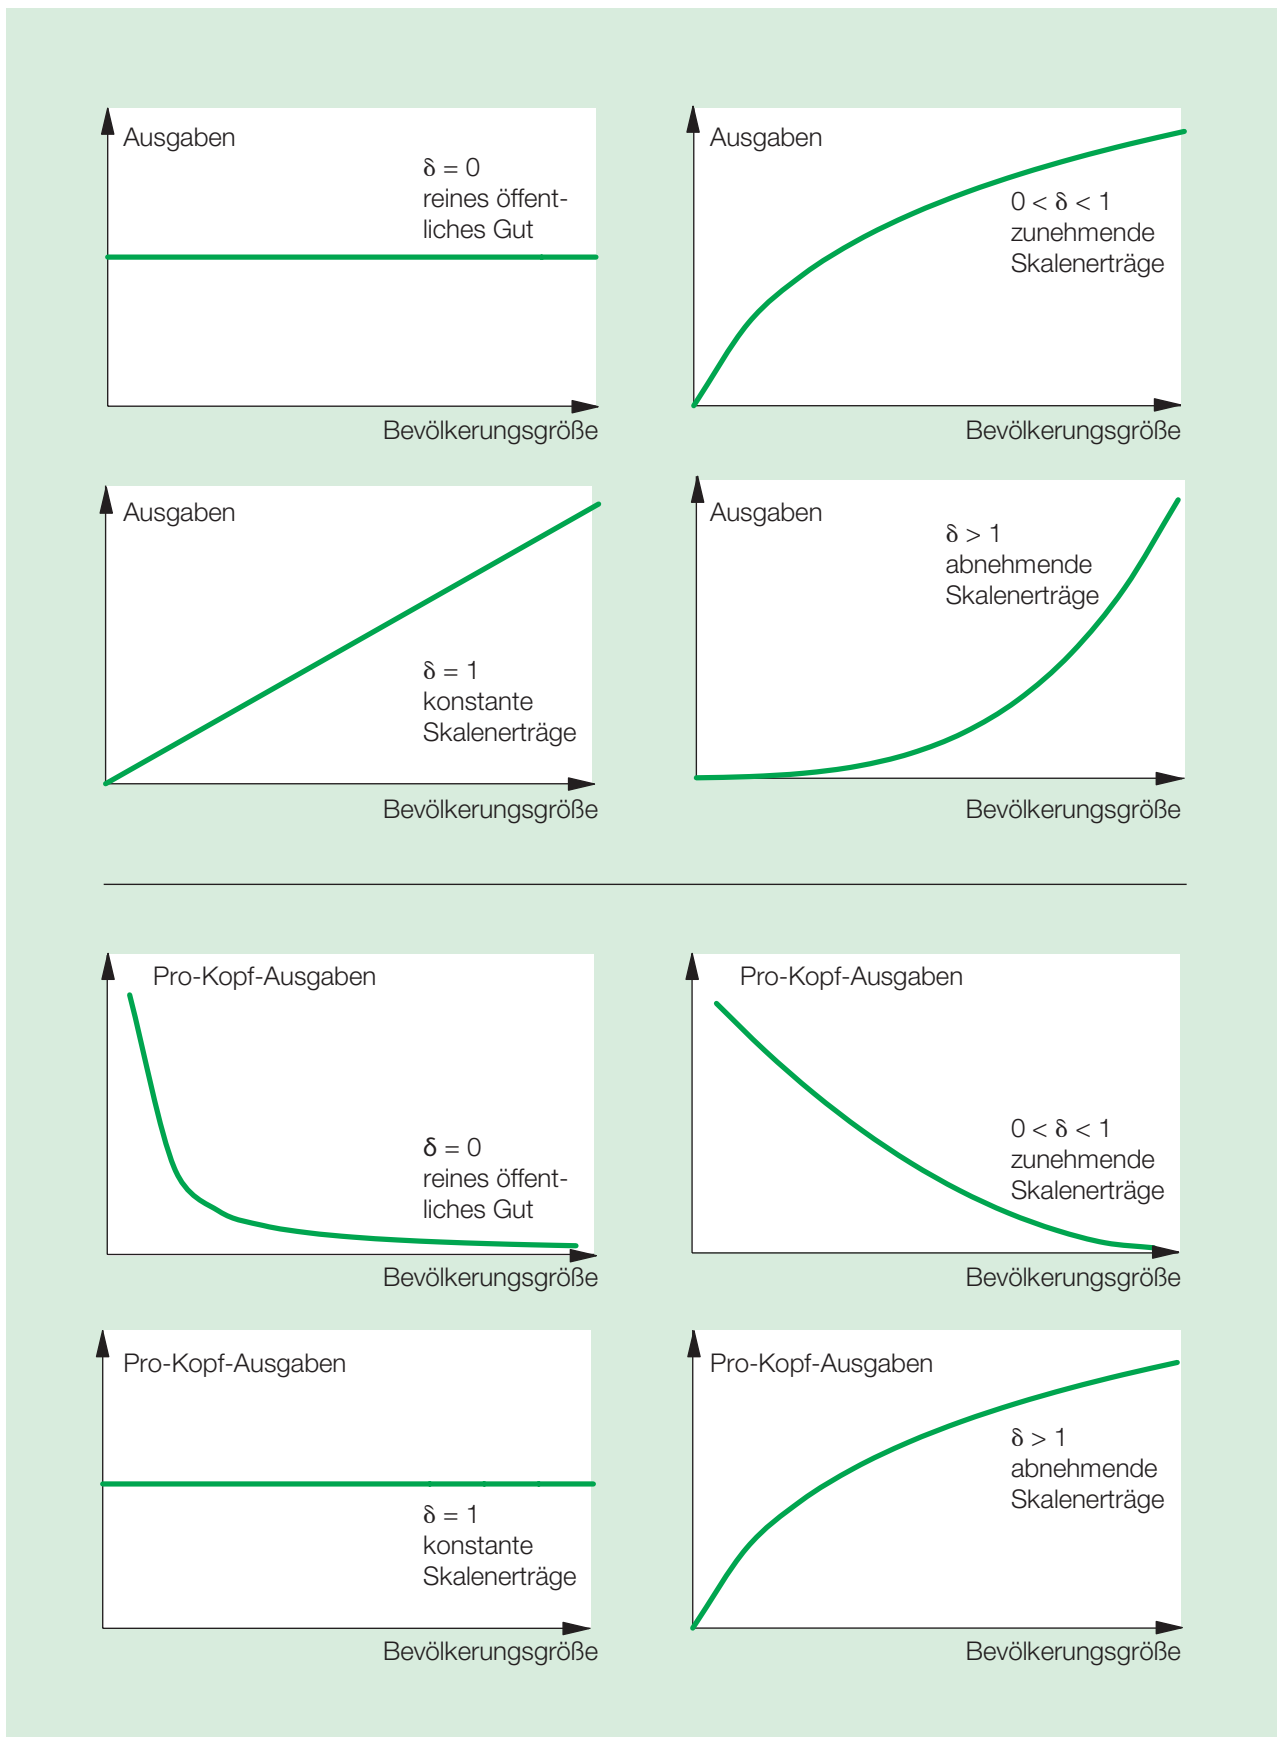 Ausgaben
δ = 0
reines öffent-
liches Gut
Bevölkerungsgröße
Ausgaben
0 < δ < 1
zunehmende
Skalenerträge
Bevölkerungsgröße
Ausgaben
δ = 1
konstante
Skalenerträge
Bevölkerungsgröße
Ausgaben
δ > 1
abnehmende
Skalenerträge
Bevölkerungsgröße
Pro-Kopf-Ausgaben
δ = 0
reines öffent-
liches Gut
Bevölkerungsgröße
Pro-Kopf-Ausgaben
0 < δ < 1
zunehmende
Skalenerträge
Bevölkerungsgröße
Pro-Kopf-Ausgaben
δ = 1
konstante
Skalenerträge
Bevölkerungsgröße
Pro-Kopf-Ausgaben
δ > 1
abnehmende
Skalenerträge
Bevölkerungsgröße